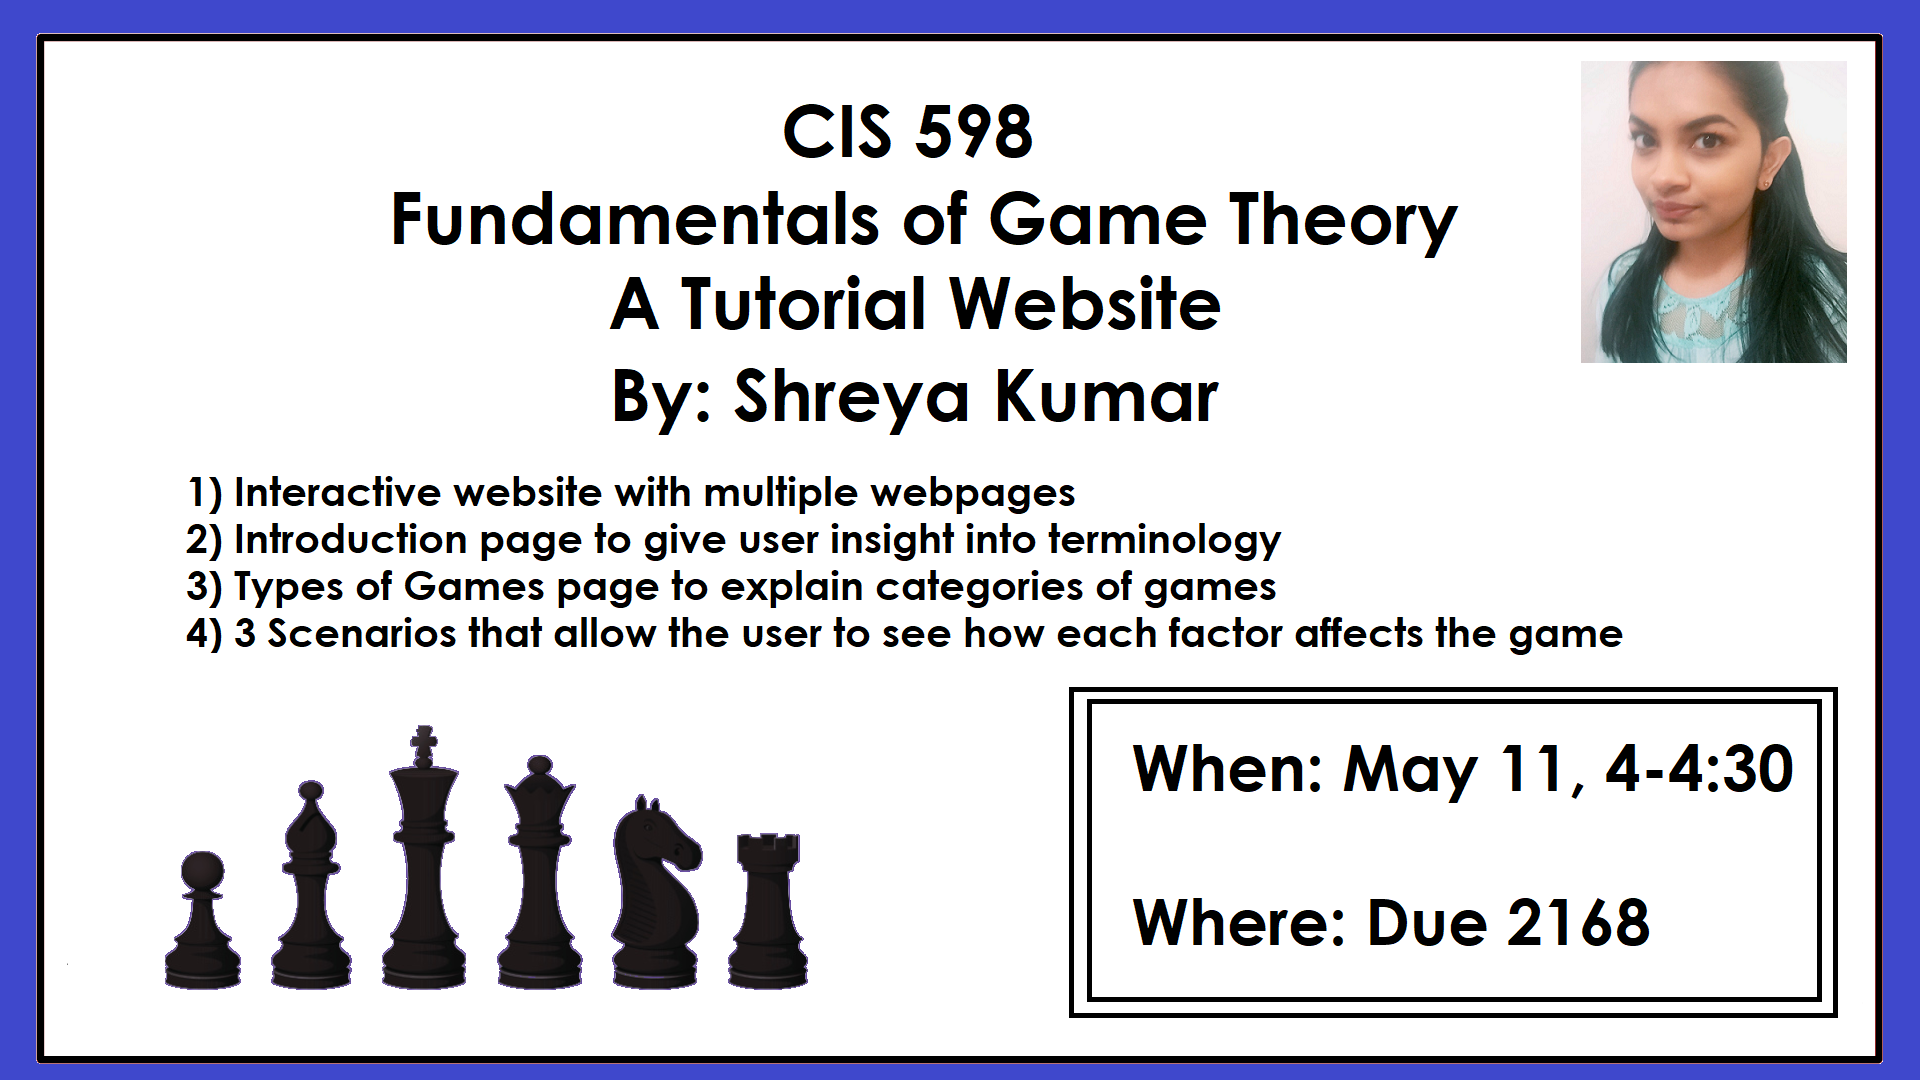 CIS 598
Fundamentals of Game Theory
A Tutorial Website
By: Shreya Kumar
1) Interactive website with multiple webpages
2) Introduction page to give user insight into terminology
3) Types of Games page to explain categories of games
4) 3 Scenarios that allow the user to see how each factor affects the game
When: May 11, 4-4:30
Where: Due 2168